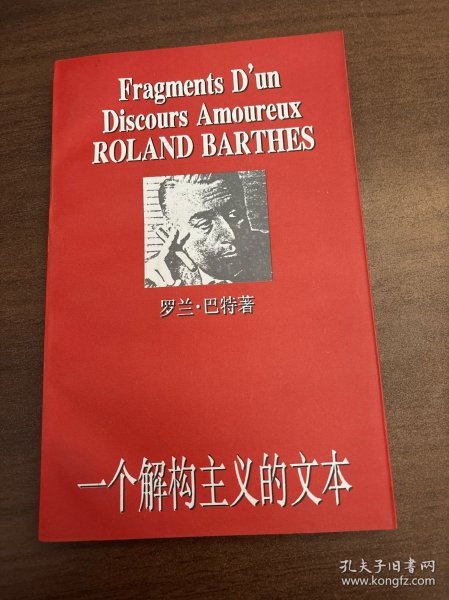 Fragments D'un
Discours Amoureux
ROLAND BARTHES
罗兰·巴特著
一个解构主义的文本
孔夫子旧书网
www.kongfz.com